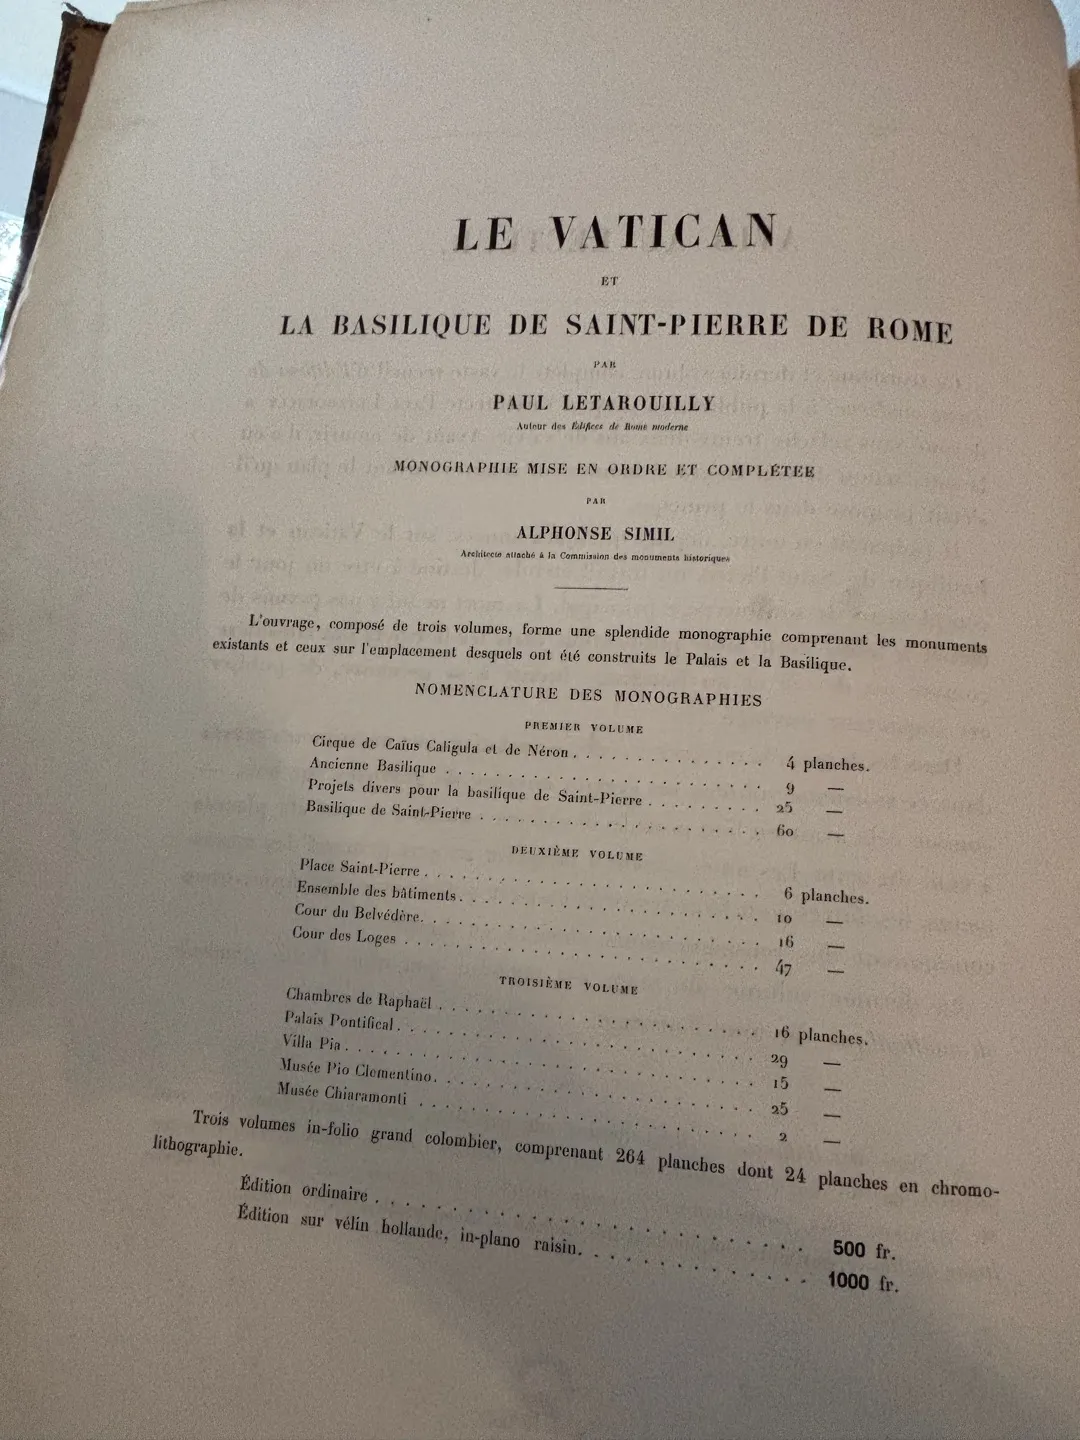 LE VATICAN
ET
LA BASILIQUE DE SAINT-PIERRE DE ROME
PAR
PAUL LETAROUILLY
Auteur des Édifices de Rome moderne
MONOGRAPHIE MISE EN ORDRE ET COMPLÉTÉE
PAR
ALPHONSE SIMIL
Architecte attaché à la Commission des monuments historiques
L'ouvrage, composé de trois volumes, forme une splendide monographie comprenant les monuments
existants et ceux sur l'emplacement desquels ont été construits le Palais et la Basilique.
NOMENCLATURE DES MONOGRAPHIES
PREMIER VOLUME
Cirque de Caïus Caligula et de Néron. . . . . . . . . . 4 planches.
Ancienne Basilique . . . . . . . . . . . . . . . . . 9 —
Projets divers pour la basilique de Saint-Pierre . . . . . . . . 25 —
Basilique de Saint-Pierre . . . . . . . . . . . . . . . 60 —
DEUXIÈME VOLUME
Place Saint-Pierre. . . . . . . . . . . . . . . . . . 6 planches.
Ensemble des bâtiments. . . . . . . . . . . . . . . . 10 —
Cour du Belvédère. . . . . . . . . . . . . . . . . . 16 —
Cour des Loges . . . . . . . . . . . . . . . . . . . 47 —
TROISIÈME VOLUME
Chambres de Raphaël . . . . . . . . . . . . . . . . . 16 planches.
Palais Pontifical. . . . . . . . . . . . . . . . . . . 29 —
Villa Pia. . . . . . . . . . . . . . . . . . . . . . 15 —
Musée Pio Clementino. . . . . . . . . . . . . . . . . 25 —
Musée Chiaramonti . . . . . . . . . . . . . . . . . . 2 —
Trois volumes in-folio grand colombier, comprenant 264 planches dont 24 planches en chromo-
lithographie.
Édition ordinaire . . . . . . . . . . . . . . . . . . 500 fr.
Édition sur vélin hollande, in-plano raisin. . . . . . . . . . 1000 fr.